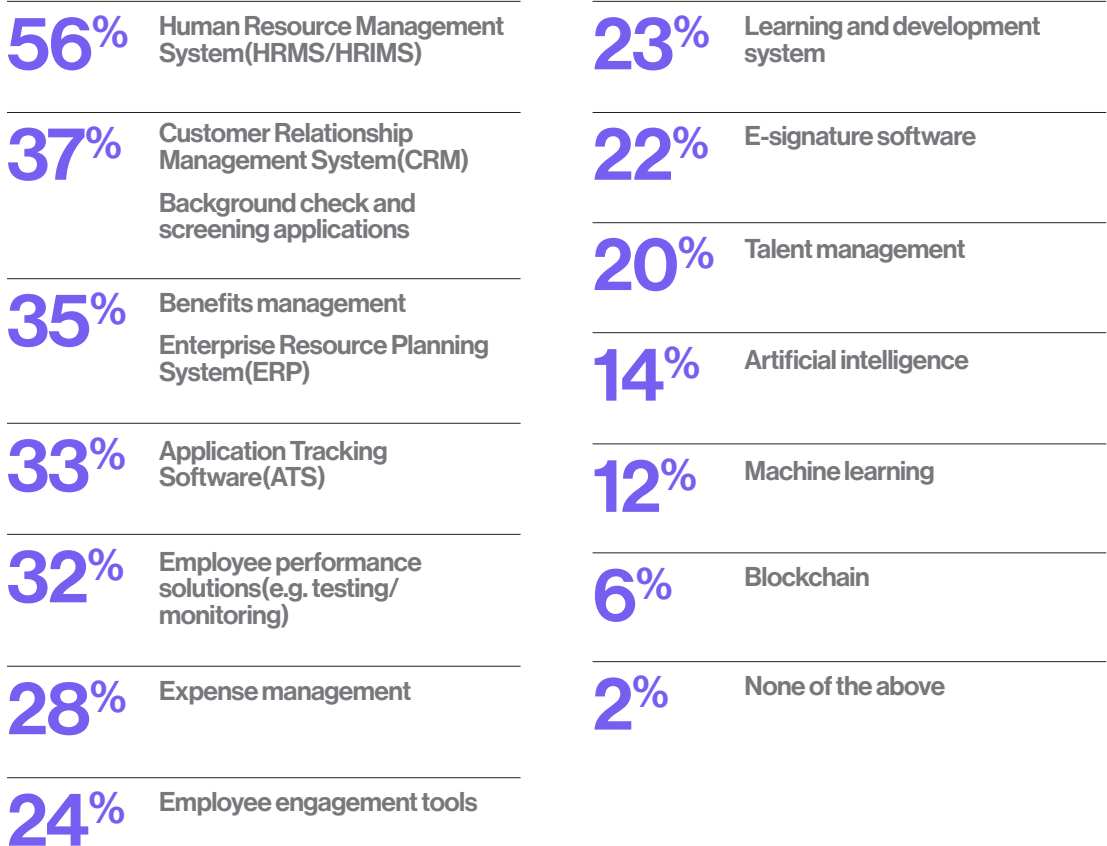 56% Human Resource Management
System(HRMS/HRIMS)
37% Customer Relationship
Management System(CRM)
Background check and
screening applications
35% Benefits management
Enterprise Resource Planning
System(ERP)
33% Application Tracking
Software(ATS)
32% Employee performance
solutions(e.g. testing/
monitoring)
28% Expense management
24% Employee engagement tools
23% Learning and development
system
22% E-signature software
20% Talent management
14% Artificial intelligence
12% Machine learning
6% Blockchain
2% None of the above